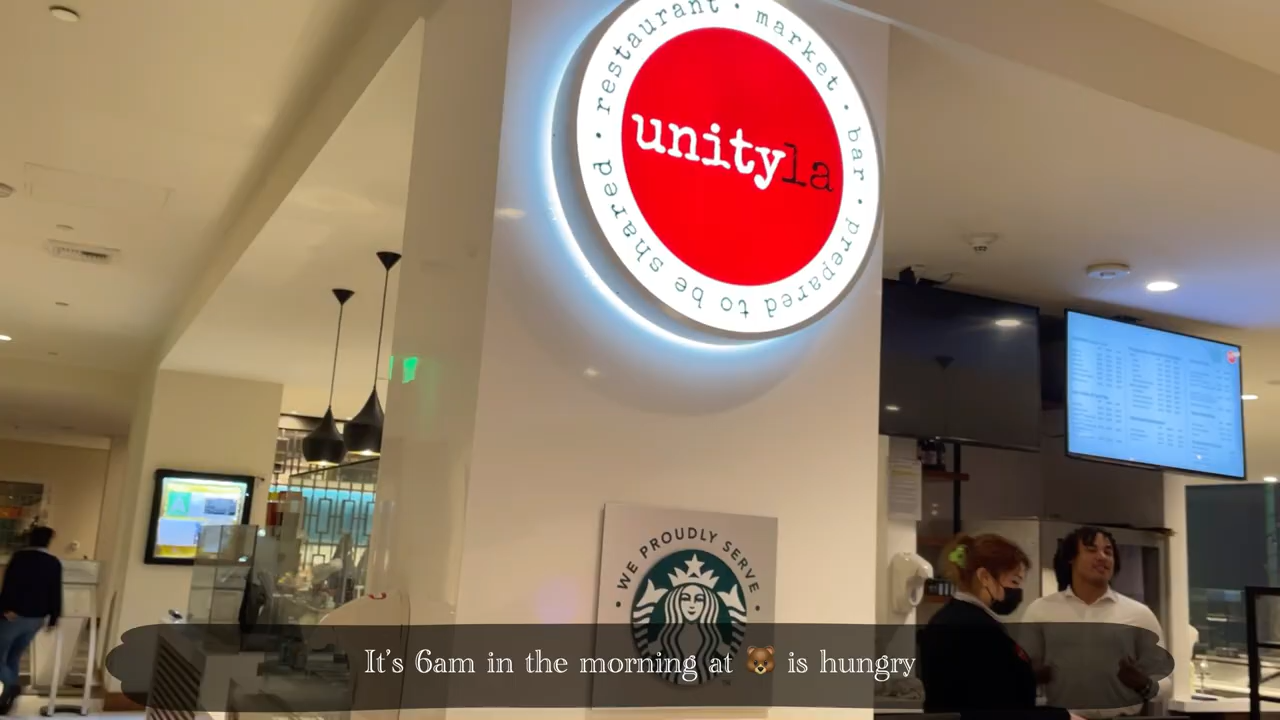 restaurant · market · bar · prepared to be shared ·
unityla
· WE PROUDLY SERVE ·
It's 6am in the morning at 🐻 is hungry